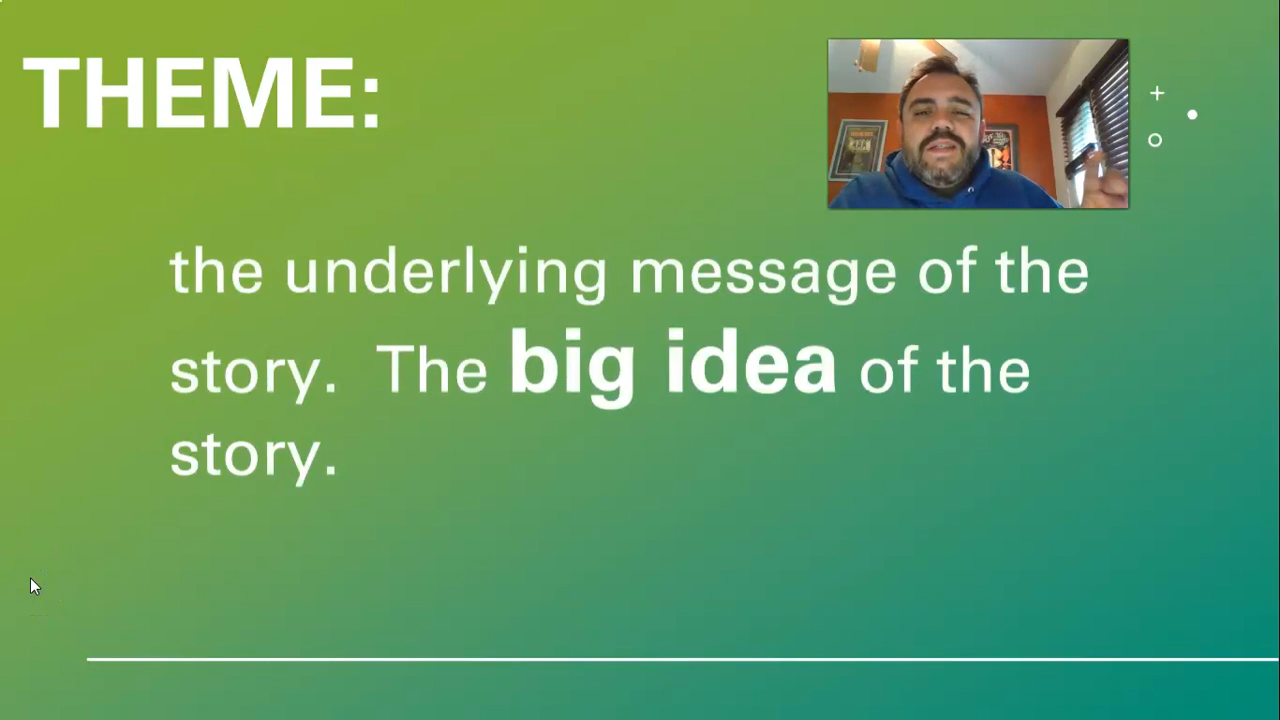 THEME:
the underlying message of the
story.  The big idea of the
story.